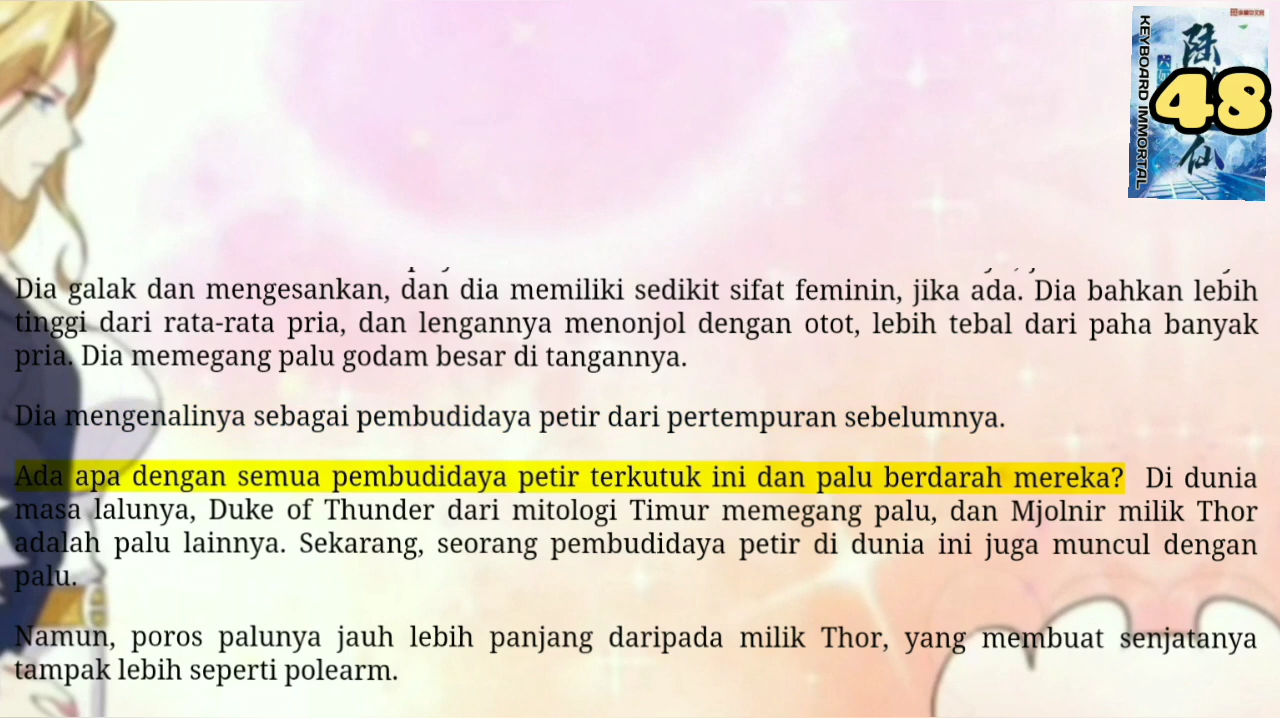 KEYBOARD IMMORTAL
陆
仙
48
Dia galak dan mengesankan, dan dia memiliki sedikit sifat feminin, jika ada. Dia bahkan lebih
tinggi dari rata-rata pria, dan lengannya menonjol dengan otot, lebih tebal dari paha banyak
pria. Dia memegang palu godam besar di tangannya.
Dia mengenalinya sebagai pembudidaya petir dari pertempuran sebelumnya.
Ada apa dengan semua pembudidaya petir terkutuk ini dan palu berdarah mereka? Di dunia
masa lalunya, Duke of Thunder dari mitologi Timur memegang palu, dan Mjolnir milik Thor
adalah palu lainnya. Sekarang, seorang pembudidaya petir di dunia ini juga muncul dengan
palu.
Namun, poros palunya jauh lebih panjang daripada milik Thor, yang membuat senjatanya
tampak lebih seperti polearm.